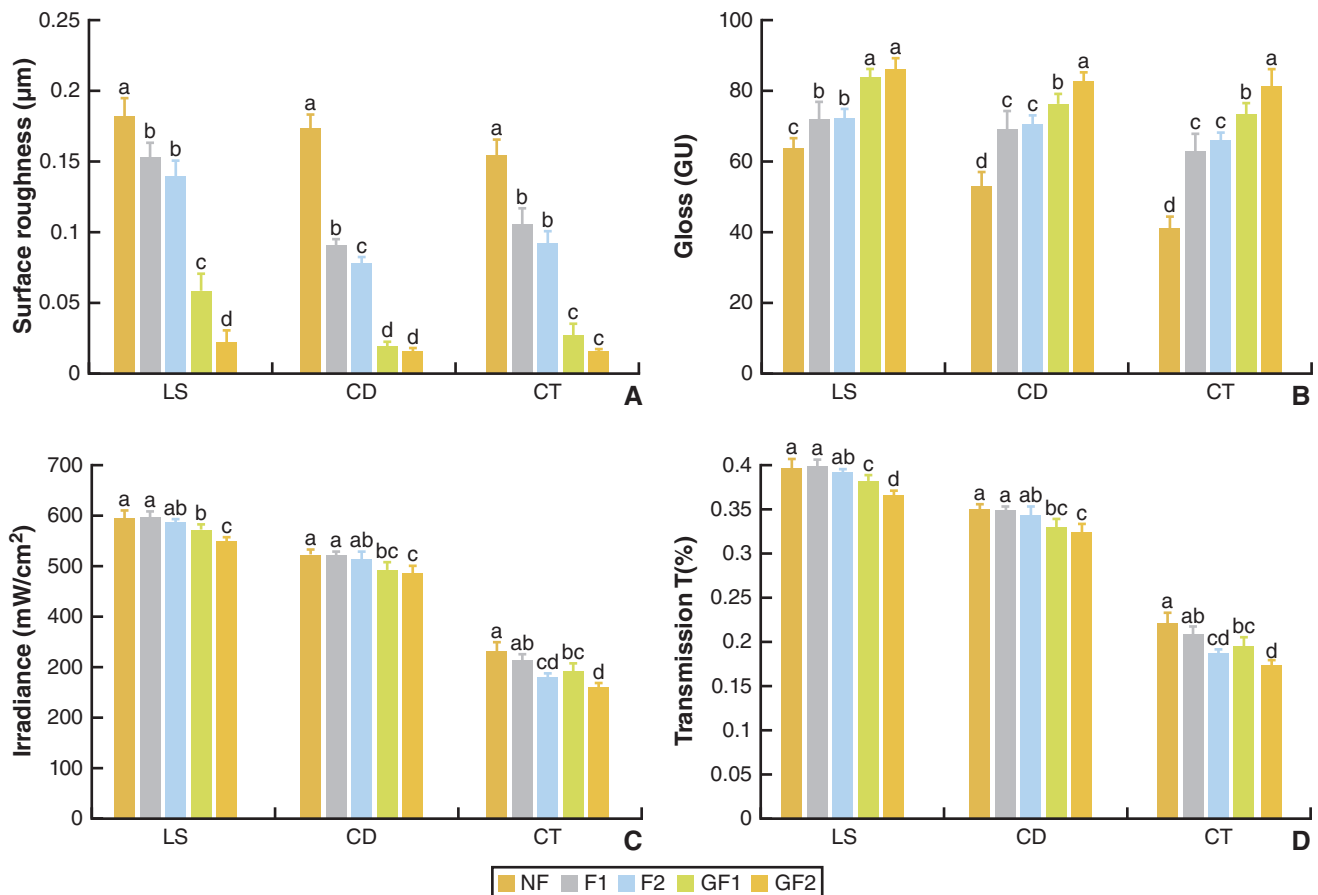 Surface roughness (µm)
0.25
0.2
0.15
0.1
0.05
0
a b b c d
a b c d d
a b b c c
LS CD CT
A
Gloss (GU)
100
80
60
40
20
0
c b b a a
d c c b a
d c c b a
LS CD CT
B
Irradiance (mW/cm²)
700
600
500
400
200
200
100
0
a a ab b c
a a ab bc c
a ab cd bc d
LS CD CT
C
Transmission T(%)
0.4
0.35
0.3
0.25
0.2
0.15
0.1
0.05
0
a a ab c d
a a ab bc c
a ab cd bc d
LS CD CT
D
NF F1 F2 GF1 GF2